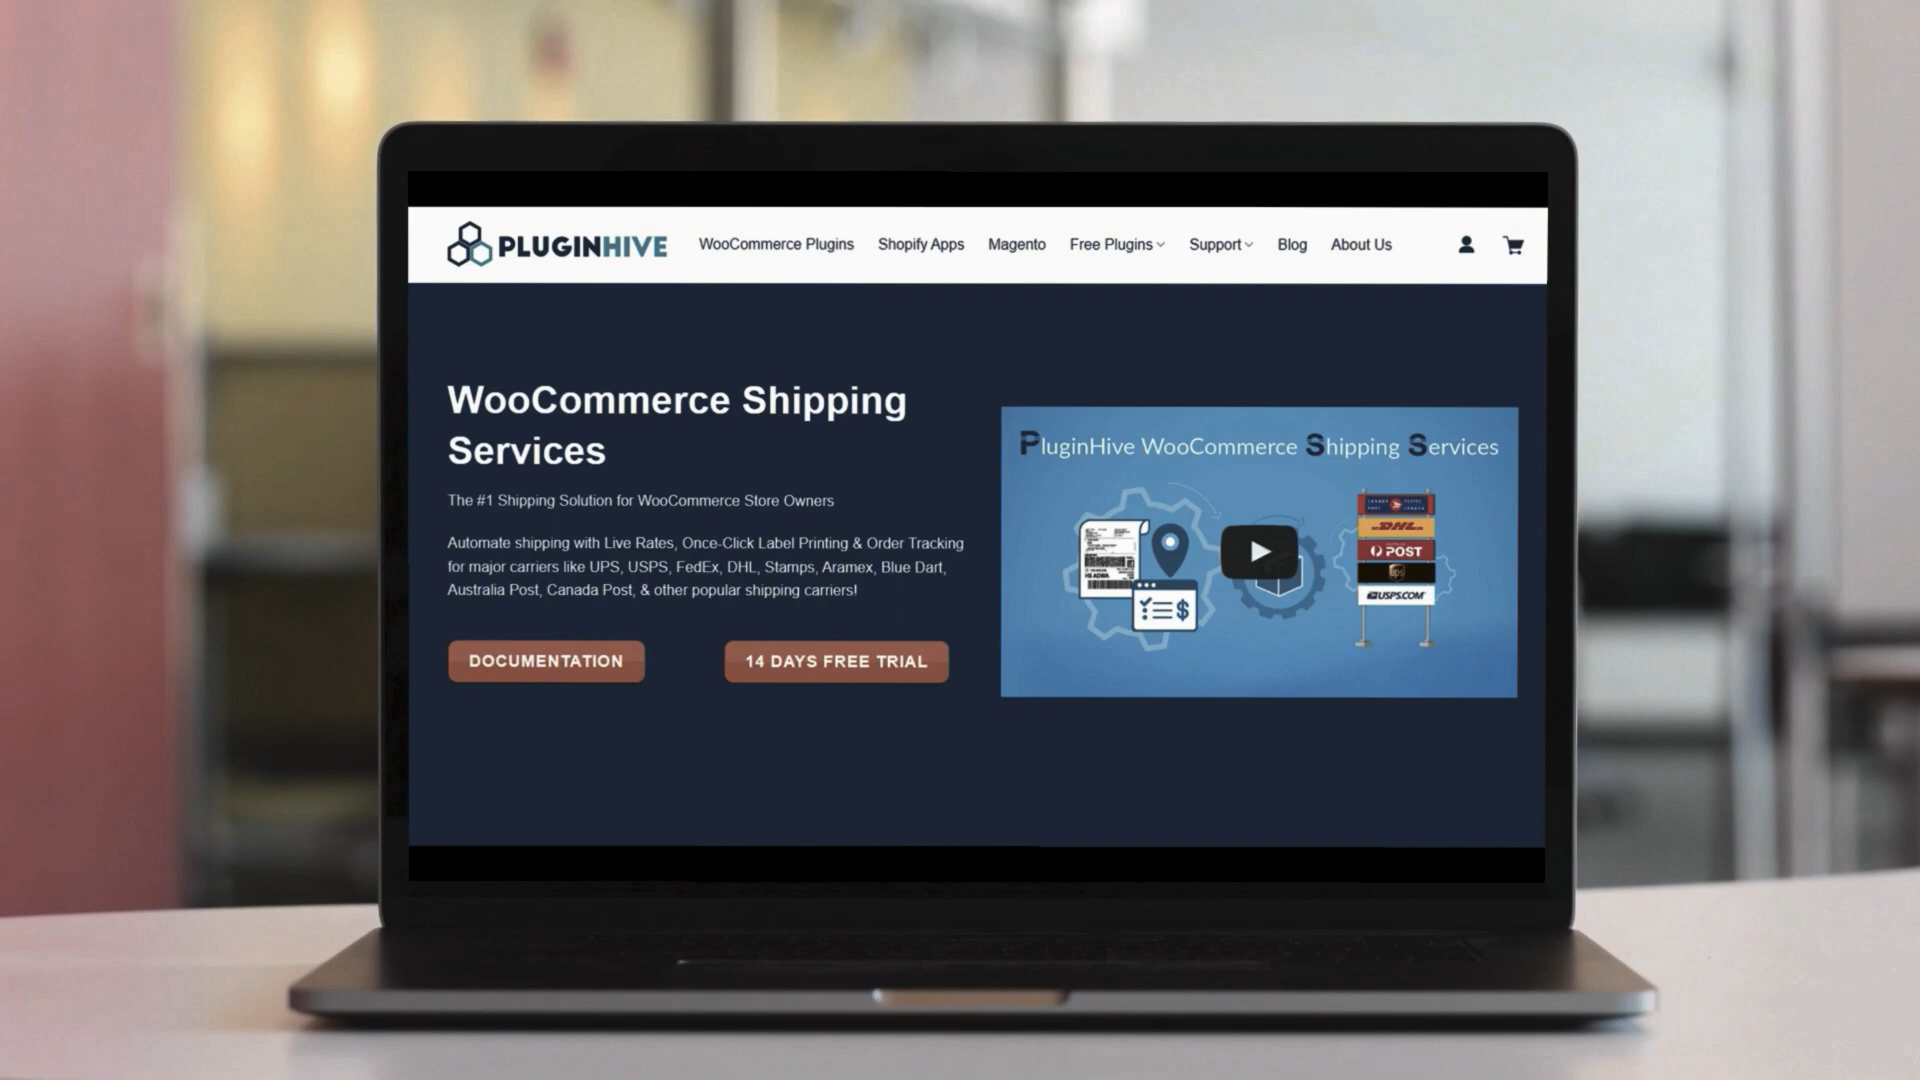 PLUGINHIVE
WooCommerce Plugins
Shopify Apps
Magento
Free Plugins
Support
Blog
About Us
WooCommerce Shipping
Services
The #1 Shipping Solution for WooCommerce Store Owners
Automate shipping with Live Rates, Once-Click Label Printing & Order Tracking
for major carriers like UPS, USPS, FedEx, DHL, Stamps, Aramex, Blue Dart,
Australia Post, Canada Post, & other popular shipping carriers!
DOCUMENTATION
14 DAYS FREE TRIAL
PluginHive WooCommerce Shipping Services
DHL
POST
ups
USPS.COM
$